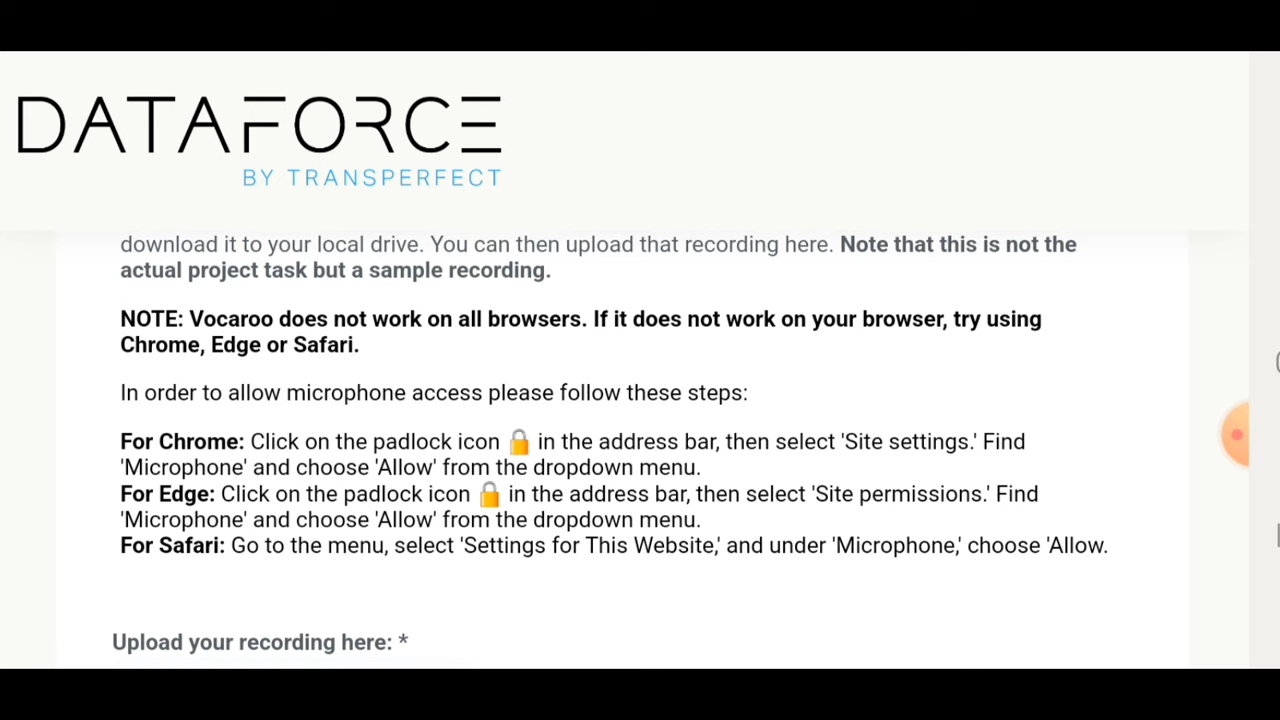 DATAFORCE
BY TRANSPERFECT
download it to your local drive. You can then upload that recording here. Note that this is not the
actual project task but a sample recording.
NOTE: Vocaroo does not work on all browsers. If it does not work on your browser, try using
Chrome, Edge or Safari.
In order to allow microphone access please follow these steps:
For Chrome: Click on the padlock icon 🔒 in the address bar, then select 'Site settings.' Find
'Microphone' and choose 'Allow' from the dropdown menu.
For Edge: Click on the padlock icon 🔒 in the address bar, then select 'Site permissions.' Find
'Microphone' and choose 'Allow' from the dropdown menu.
For Safari: Go to the menu, select 'Settings for This Website,' and under 'Microphone,' choose 'Allow.
Upload your recording here: *